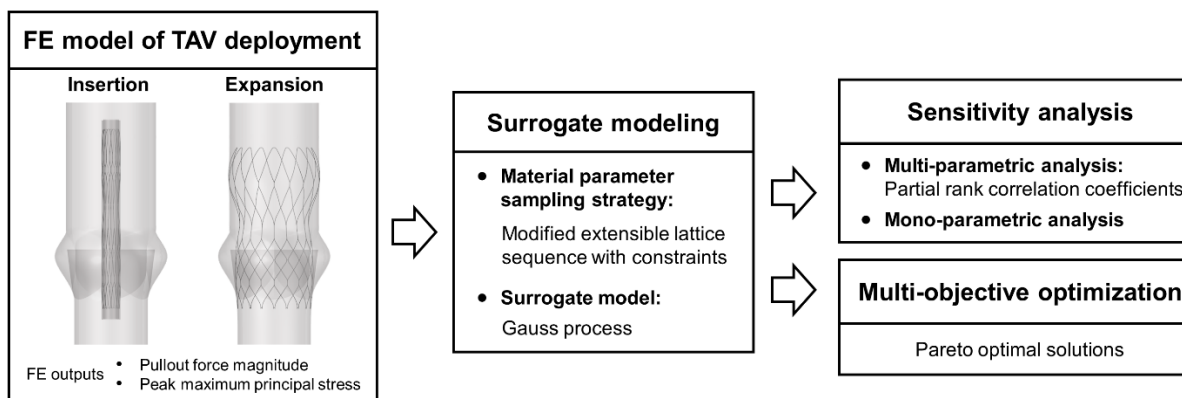 FE model of TAV deployment
Insertion
Expansion
FE outputs
• Pullout force magnitude
• Peak maximum principal stress
Surrogate modeling
• Material parameter
sampling strategy:
Modified extensible lattice
sequence with constraints
• Surrogate model:
Gauss process
Sensitivity analysis
• Multi-parametric analysis:
Partial rank correlation coefficients
• Mono-parametric analysis
Multi-objective optimization
Pareto optimal solutions